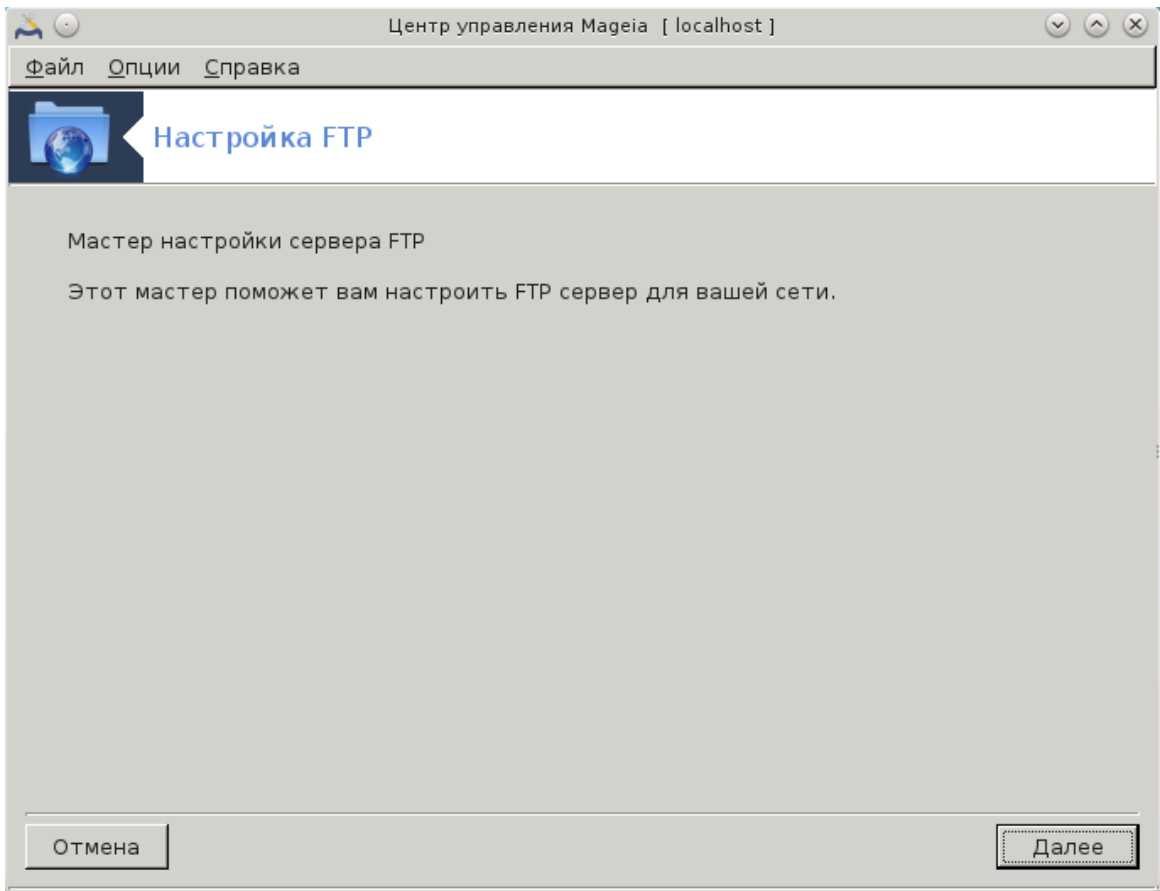 Центр управления Mageia [ localhost ]
Файл Опции Справка
Настройка FTP
Мастер настройки сервера FTP
Этот мастер поможет вам настроить FTP сервер для вашей сети.
Отмена Далее